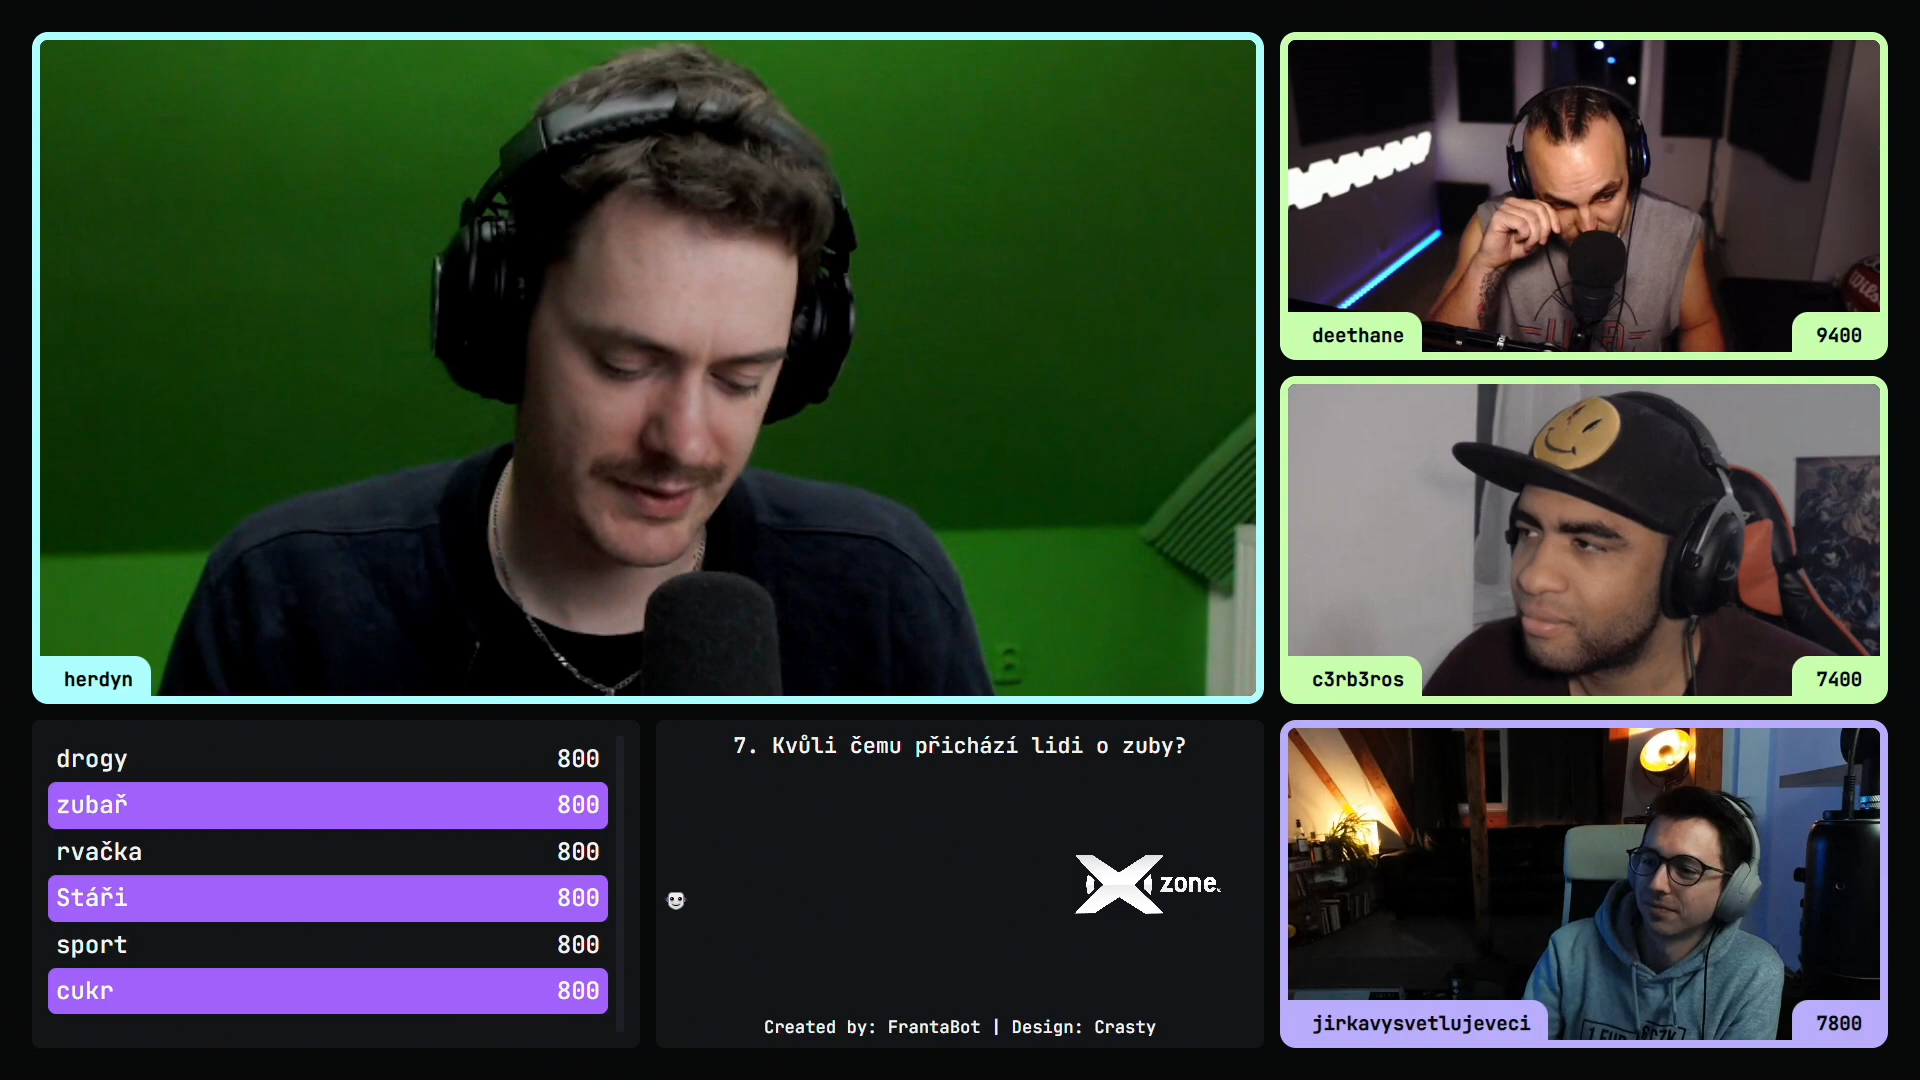 herdyn
deethane
9400
c3rb3ros
7400
jirkavysvetlujeveci
7800
drogy 800
zubař 800
rvačka 800
Stáři 800
sport 800
cukr 800
7. Kvůli čemu přichází lidi o zuby?
zone.
Created by: FrantaBot | Design: Crasty